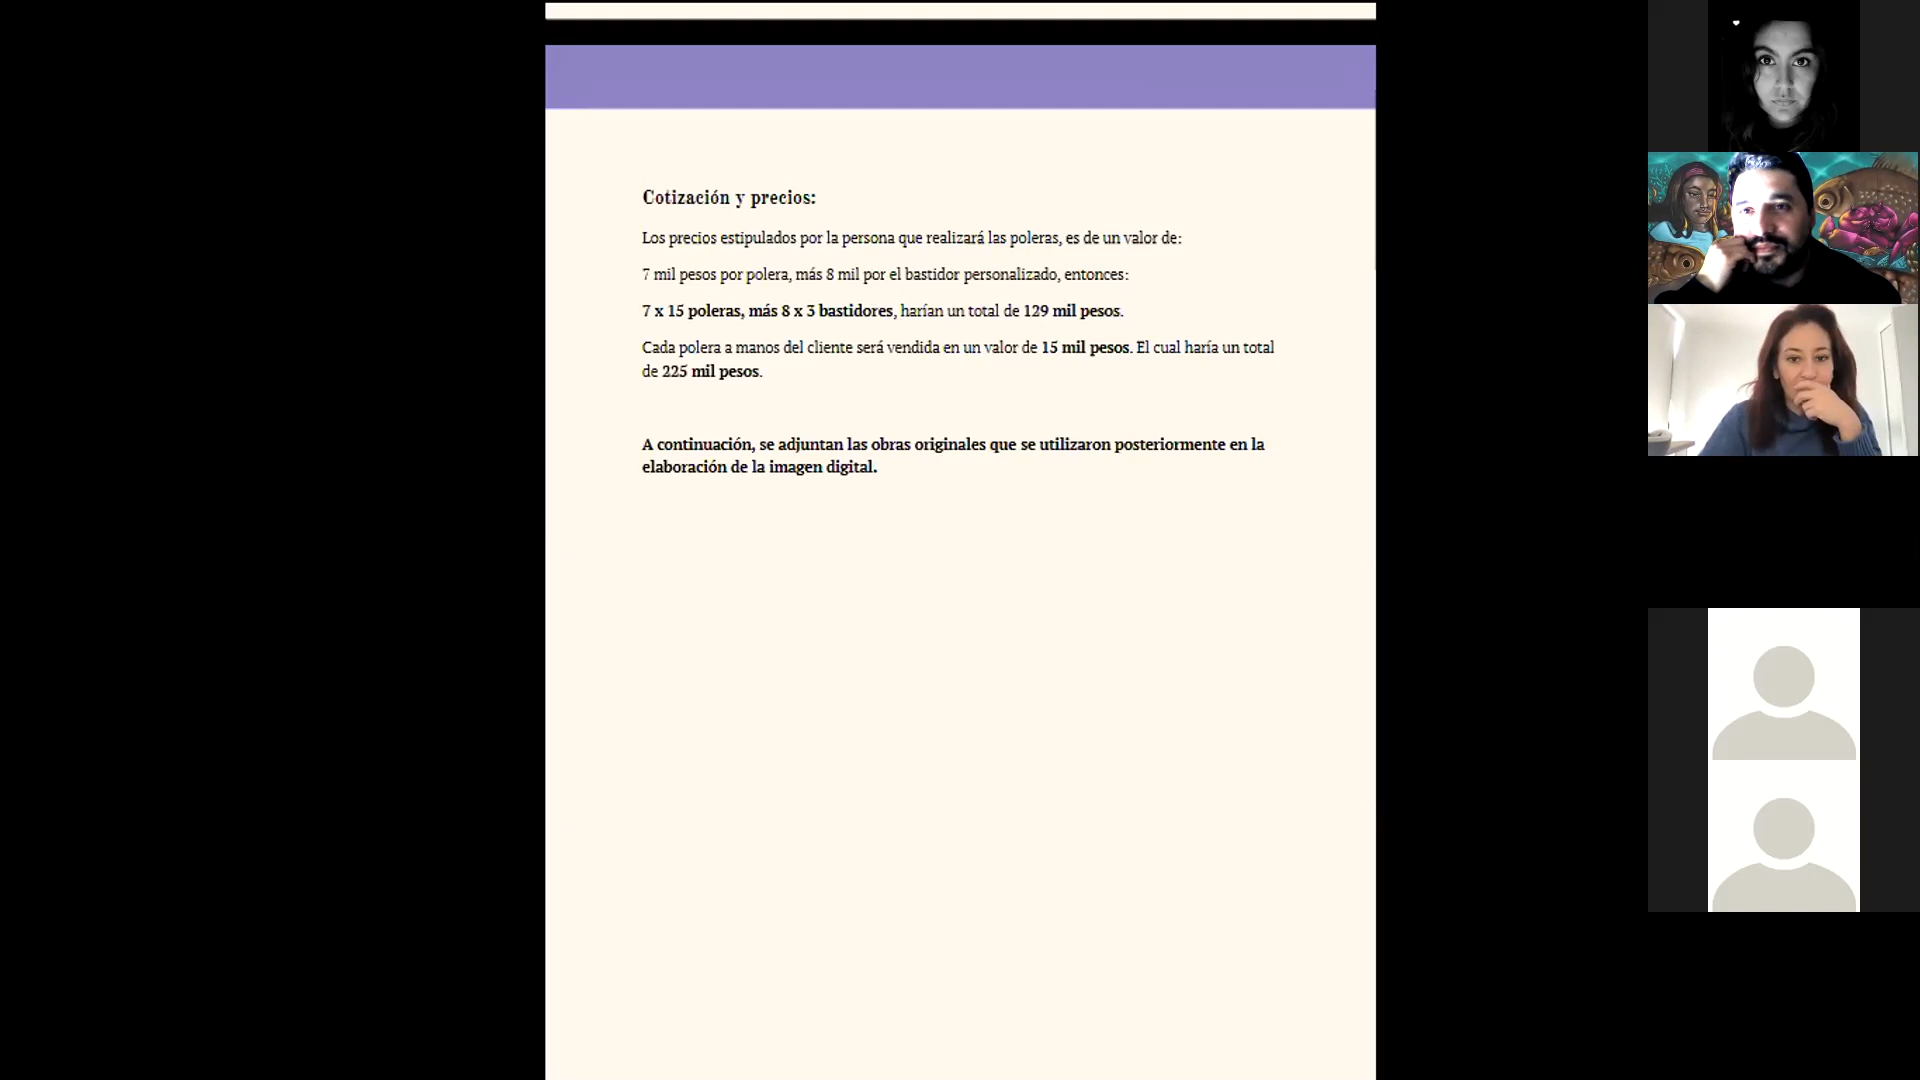 Cotización y precios:
Los precios estipulados por la persona que realizará las poleras, es de un valor de:
7 mil pesos por polera, más 8 mil por el bastidor personalizado, entonces:
7 x 15 poleras, más 8 x 3 bastidores, harían un total de 129 mil pesos.
Cada polera a manos del cliente será vendida en un valor de 15 mil pesos. El cual haría un total
de 225 mil pesos.
A continuación, se adjuntan las obras originales que se utilizaron posteriormente en la
elaboración de la imagen digital.